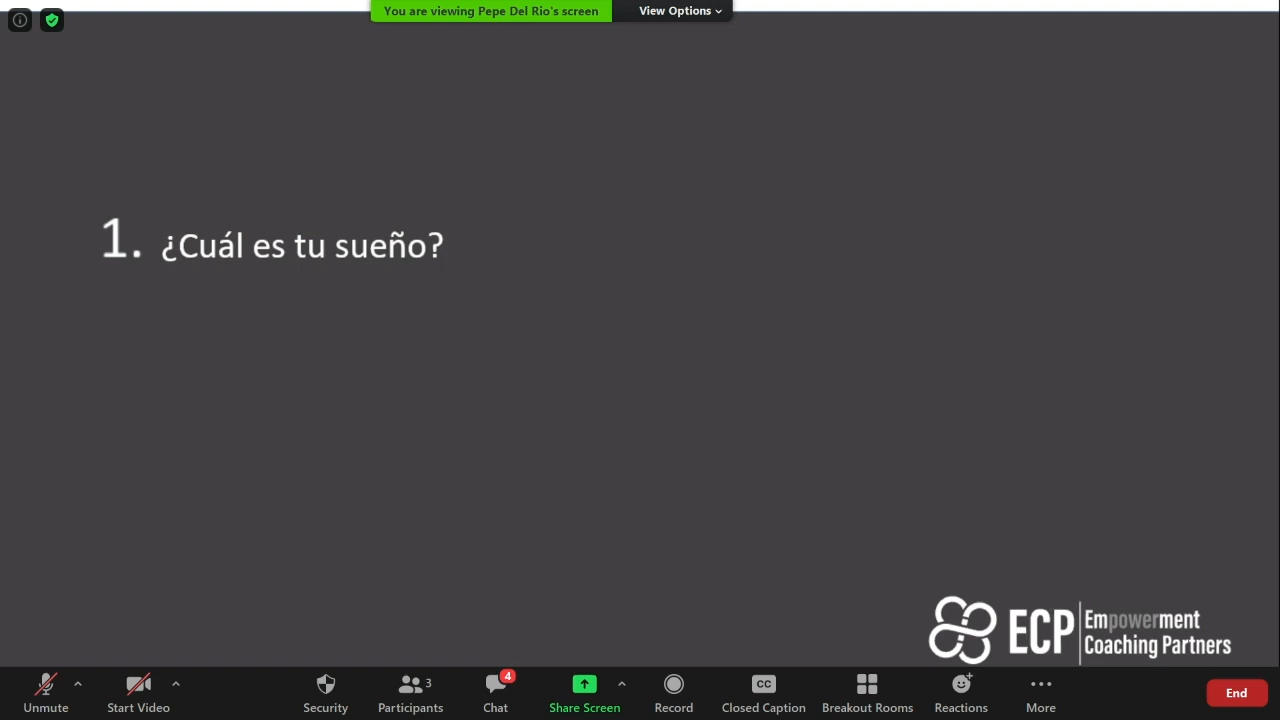 You are viewing Pepe Del Rio's screen
View Options
1. ¿Cuál es tu sueño?
ECP
Empowerment
Coaching Partners
3
4
Unmute
Start Video
Security
Participants
Chat
Share Screen
Record
CC
Closed Caption
Breakout Rooms
Reactions
More
End